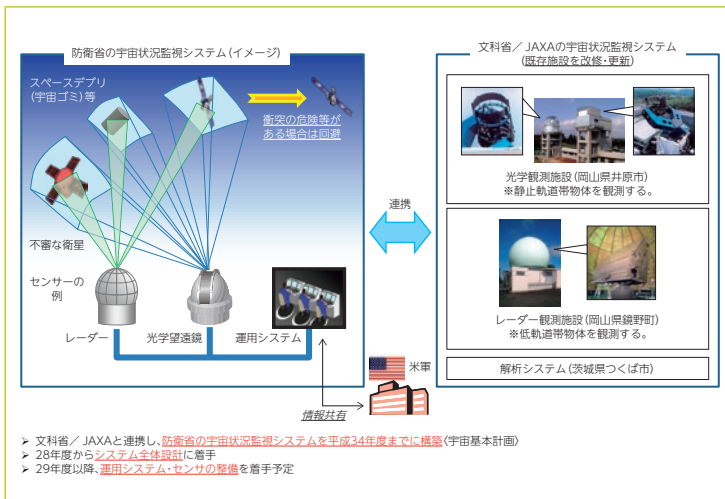 防衛省の宇宙状況監視システム(イメージ)
スペースデブリ
(宇宙ゴミ)等
衝突の危険等が
ある場合は回避
不審な衛星
センサーの
例
レーダー
光学望遠鏡
運用システム
連携
文科省／JAXAの宇宙状況監視システム
(既存施設を改修・更新)
光学観測施設(岡山県井原市)
※静止軌道帯物体を観測する。
レーダー観測施設(岡山県鏡野町)
※低軌道帯物体を観測する。
解析システム(茨城県つくば市)
米軍
情報共有
➢ 文科省／JAXAと連携し、防衛省の宇宙状況監視システムを平成34年度までに構築〈宇宙基本計画〉
➢ 28年度からシステム全体設計に着手
➢ 29年度以降、運用システム・センサの整備を着手予定